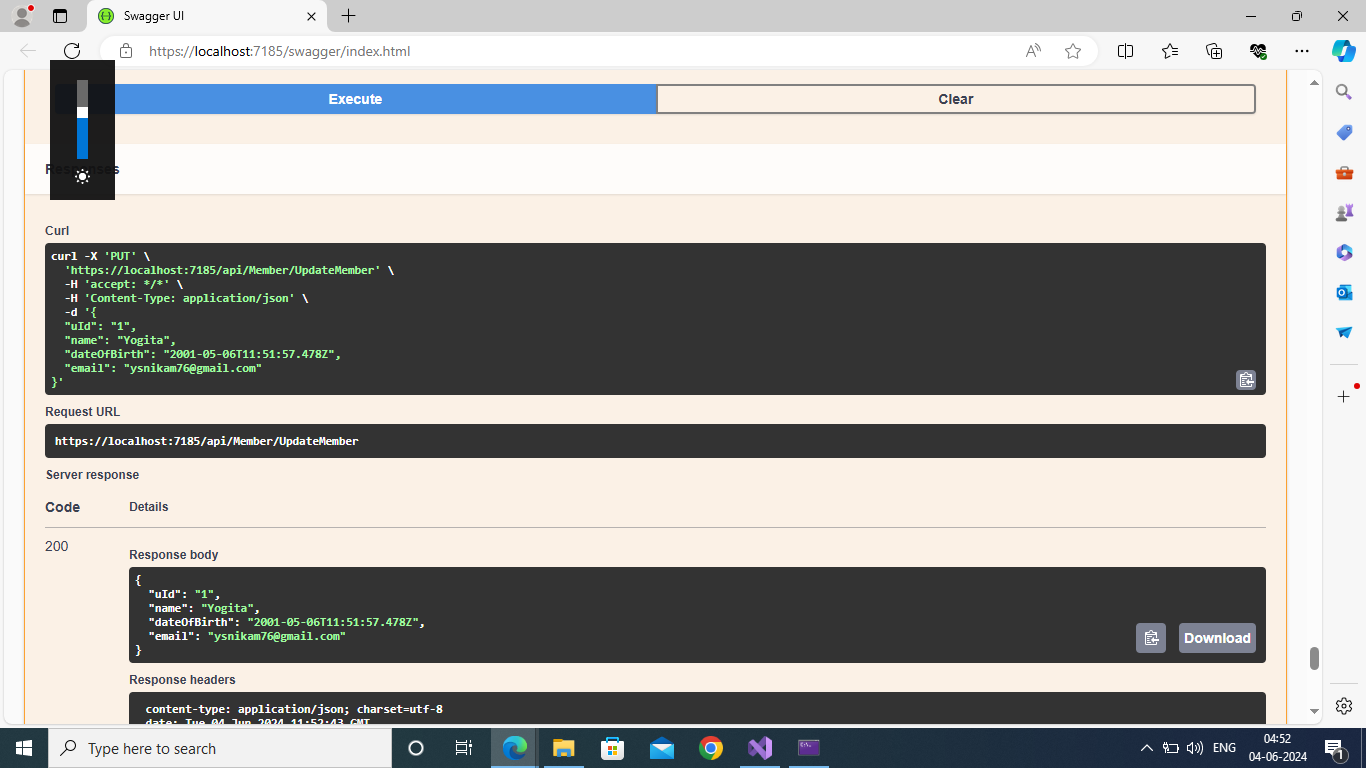 Swagger UI
https://localhost:7185/swagger/index.html
Execute
Clear
Responses
Curl
curl -X 'PUT' \
'https://localhost:7185/api/Member/UpdateMember' \
-H 'accept: */*' \
-H 'Content-Type: application/json' \
-d '{
"uId": "1",
"name": "Yogita",
"dateOfBirth": "2001-05-06T11:51:57.478Z",
"email": "ysnikam76@gmail.com"
}'
Request URL
https://localhost:7185/api/Member/UpdateMember
Server response
Code
Details
200
Response body
{
"uId": "1",
"name": "Yogita",
"dateOfBirth": "2001-05-06T11:51:57.478Z",
"email": "ysnikam76@gmail.com"
}
Download
Response headers
content-type: application/json; charset=utf-8
date: Tue,04 Jun 2024 11:52:43 GMT
Type here to search
ENG
04:52
04-06-2024
1